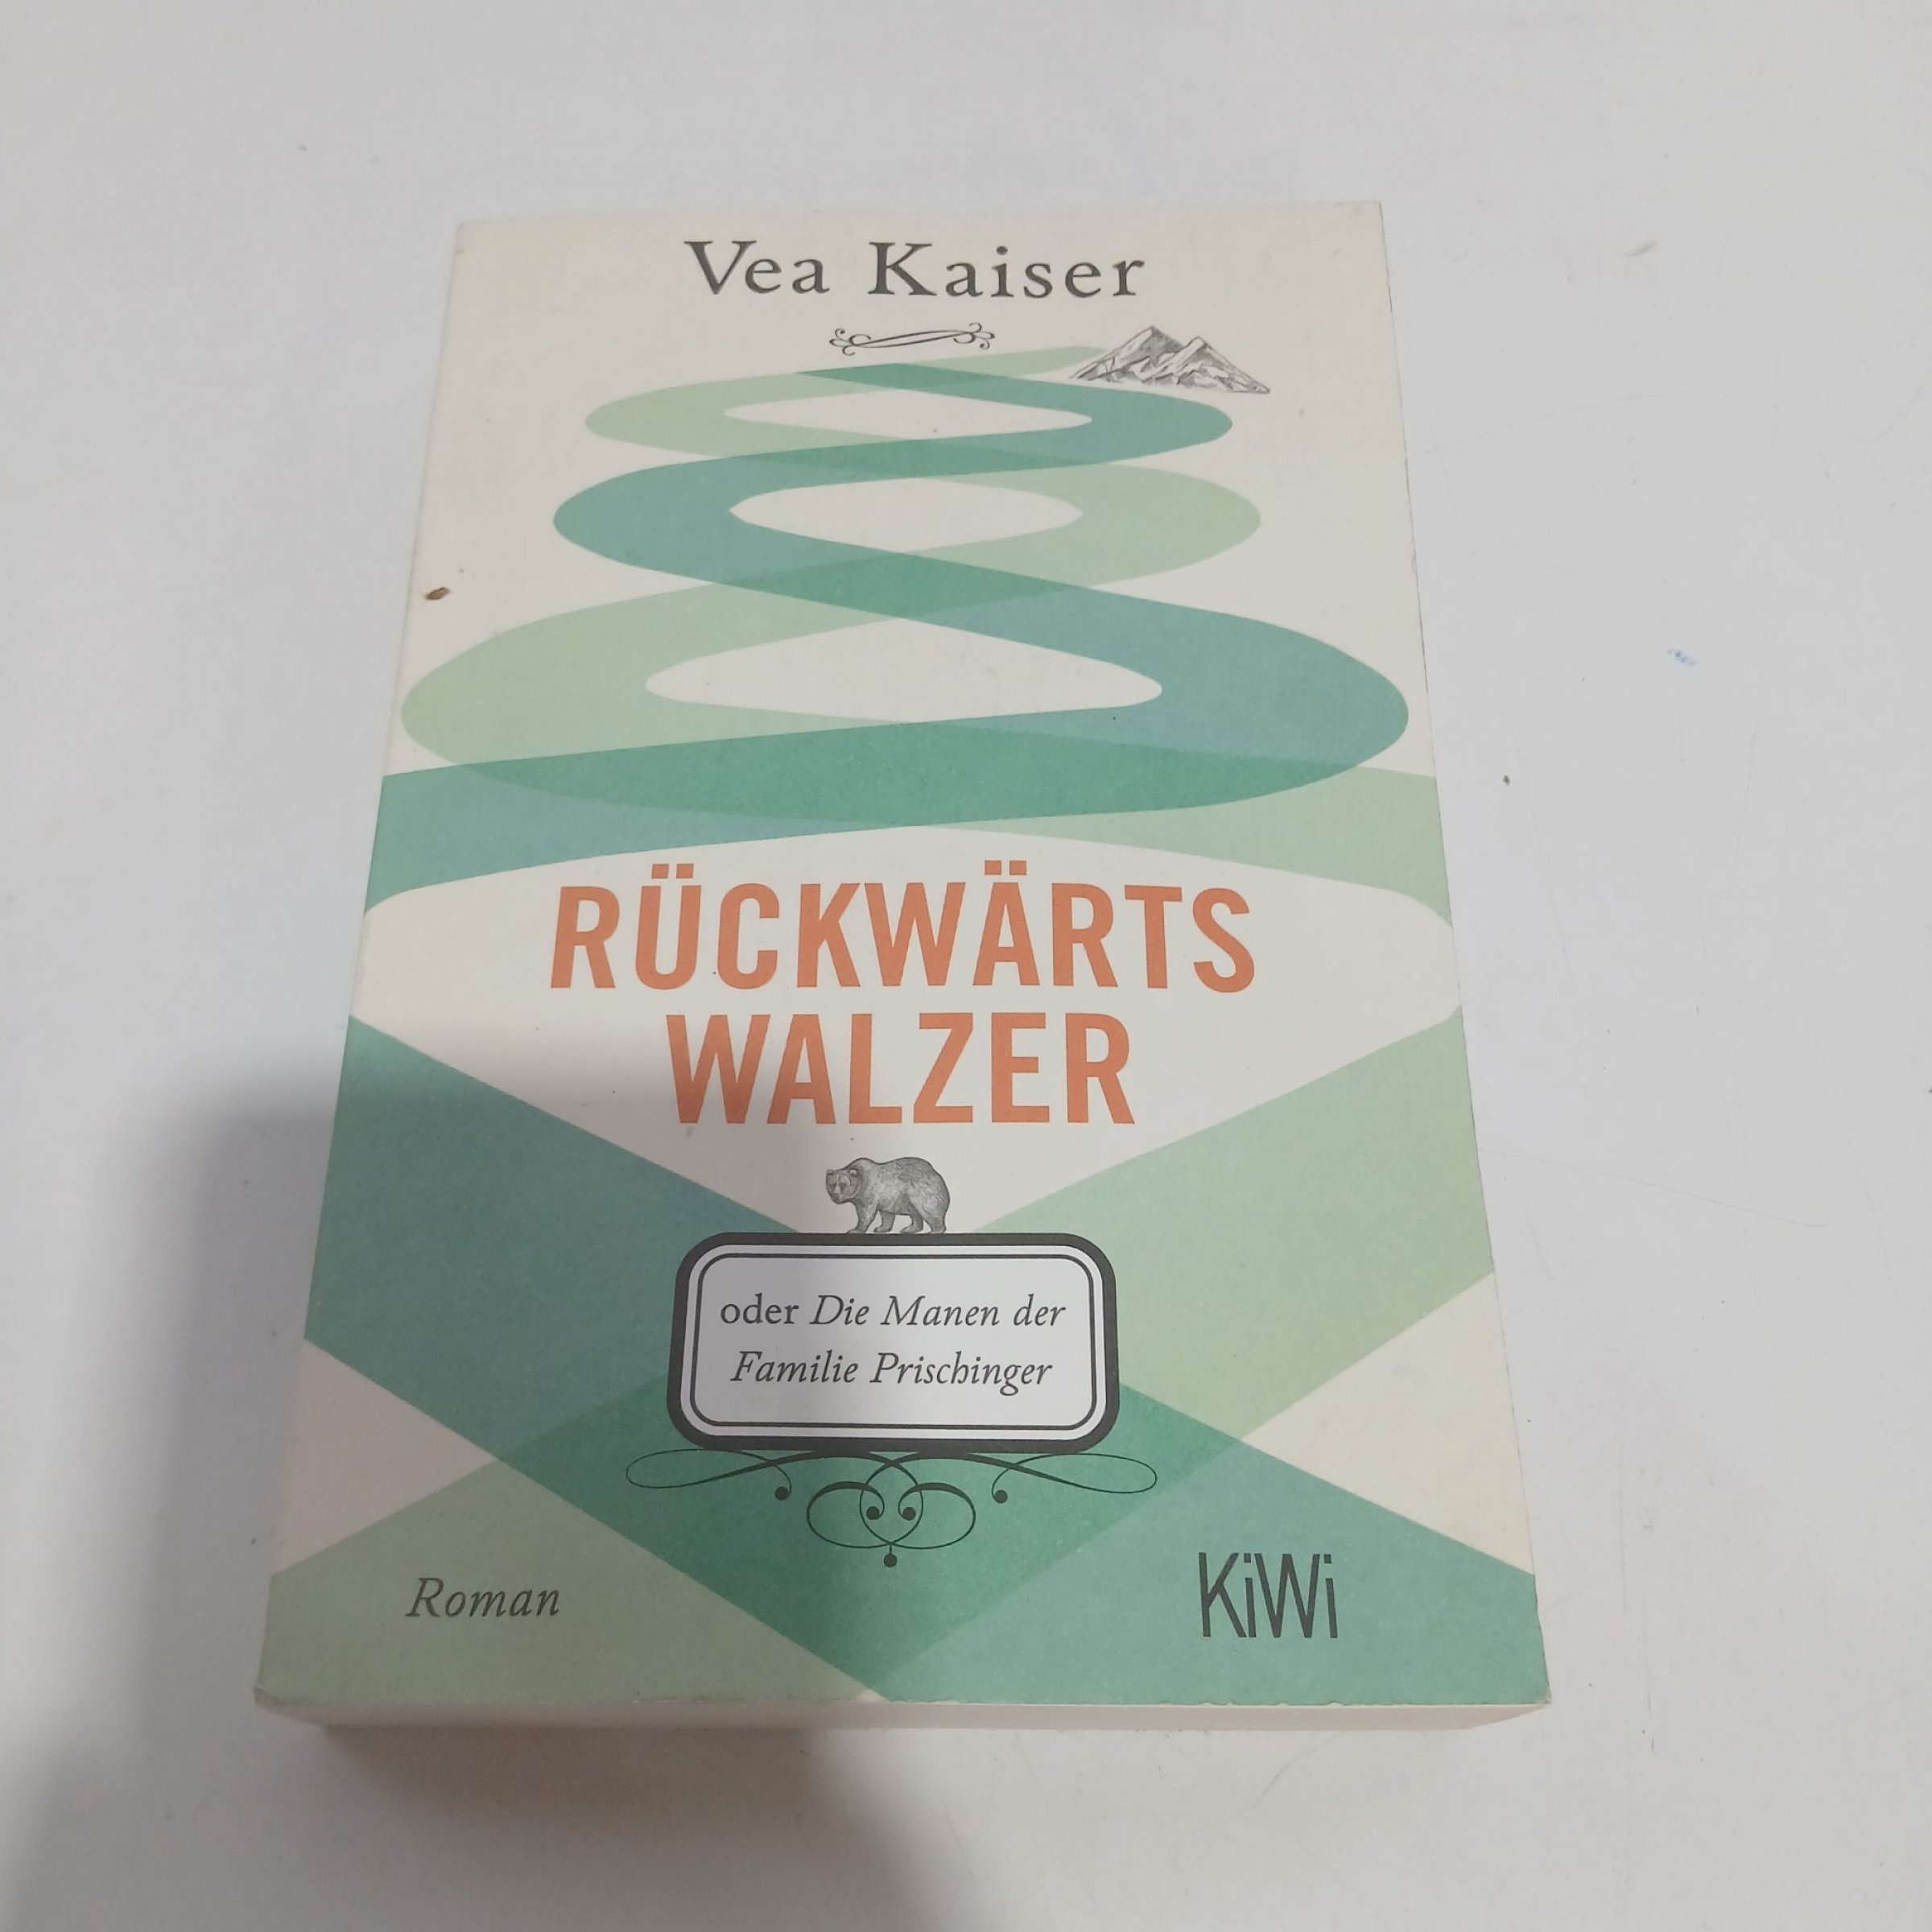 Vea Kaiser
RÜCKWÄRTS
WALZER
oder Die Manen der
Familie Prischinger
Roman
KiWi